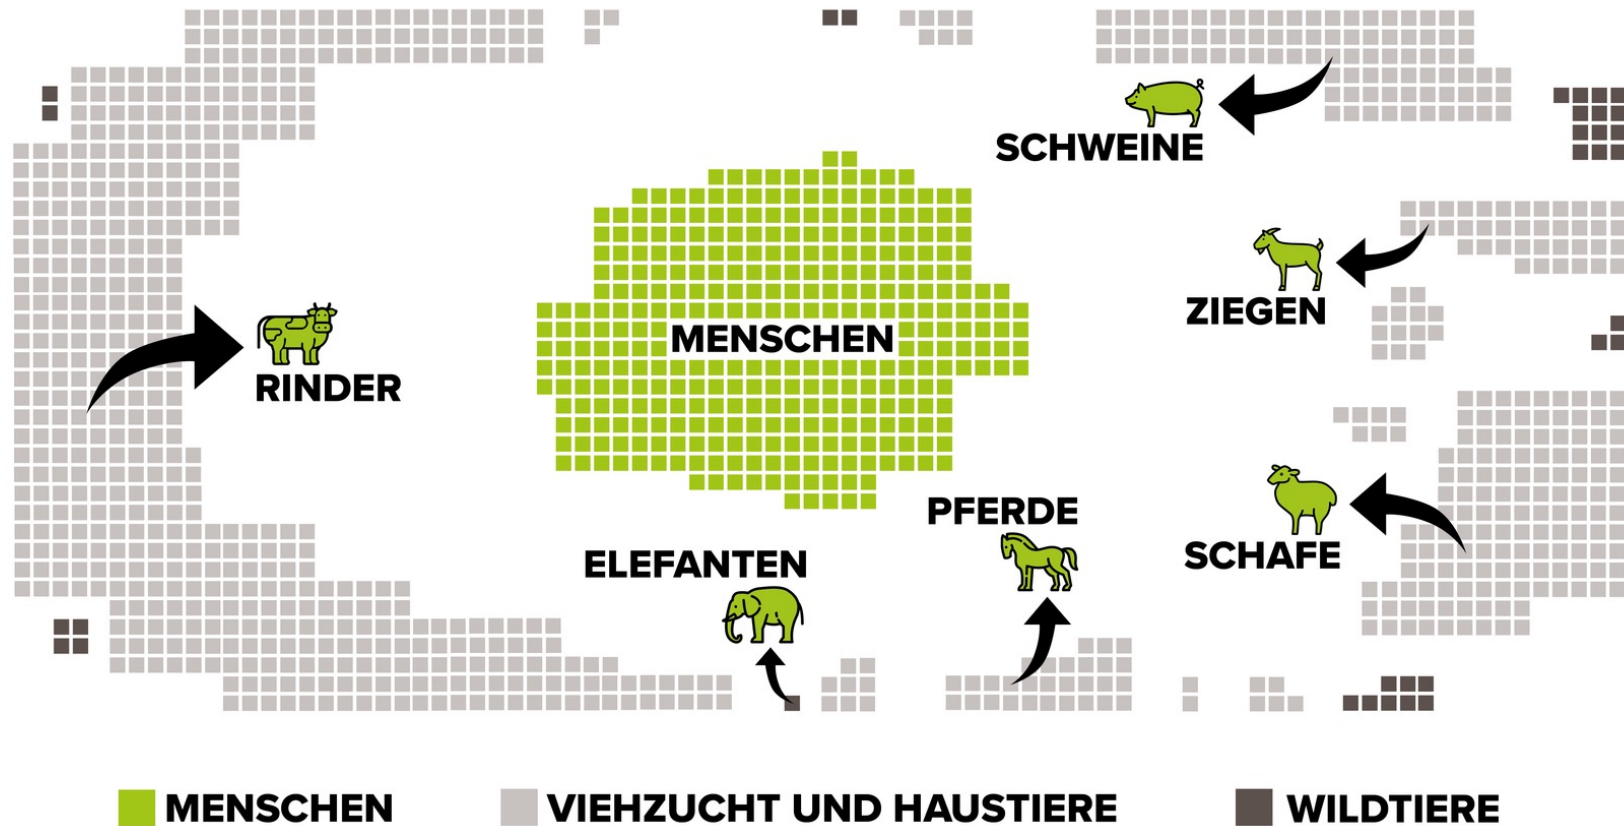 SCHWEINE
ZIEGEN
MENSCHEN
RINDER
PFERDE
SCHAFE
ELEFANTEN
MENSCHEN
VIEHZUCHT UND HAUSTIERE
WILDTIERE